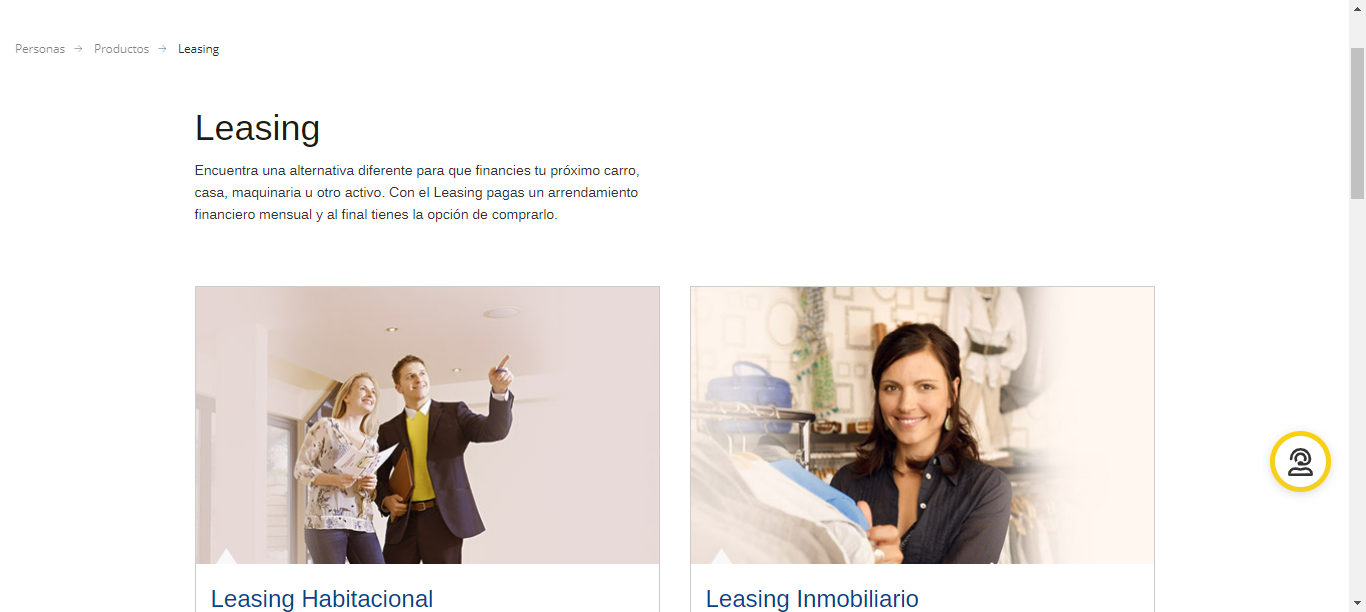 Personas → Productos → Leasing
Leasing
Encuentra una alternativa diferente para que financies tu próximo carro,
casa, maquinaria u otro activo. Con el Leasing pagas un arrendamiento
financiero mensual y al final tienes la opción de comprarlo.
Leasing Habitacional
Leasing Inmobiliario